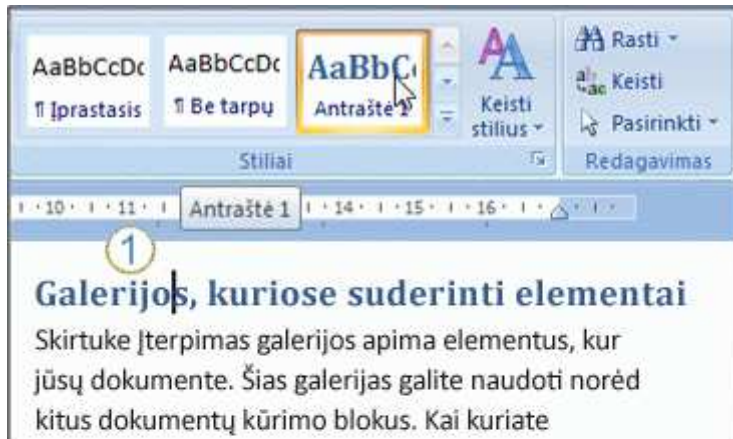 AaBbCcDc AaBbCcDc AaBbC
¶ Įprastasis ¶ Be tarpų Antraštė 1
Keisti
stilius
Rasti
Keisti
Pasirinkti
Stiliai
Redagavimas
10 11 Antraštė 1 14 15 16
1
Galerijos, kuriose suderinti elementai
Skirtuke Įterpimas galerijos apima elementus, kur
jūsų dokumente. Šias galerijas galite naudoti norėd
kitus dokumentų kūrimo blokus. Kai kuriate